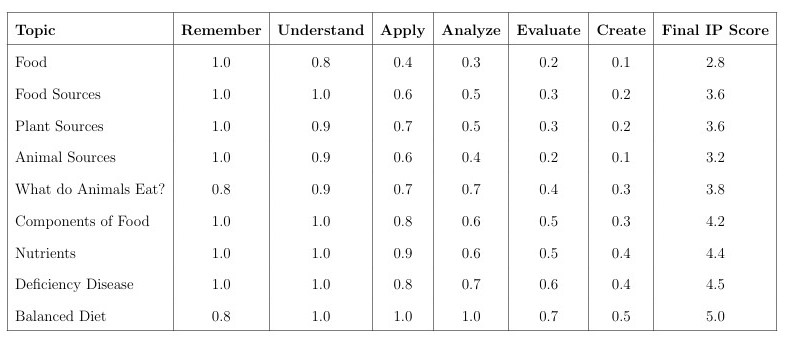 Topic Remember Understand Apply Analyze Evaluate Create Final IP Score
Food 1.0 0.8 0.4 0.3 0.2 0.1 2.8
Food Sources 1.0 1.0 0.6 0.5 0.3 0.2 3.6
Plant Sources 1.0 0.9 0.7 0.5 0.3 0.2 3.6
Animal Sources 1.0 0.9 0.6 0.4 0.2 0.1 3.2
What do Animals Eat? 0.8 0.9 0.7 0.7 0.4 0.3 3.8
Components of Food 1.0 1.0 0.8 0.6 0.5 0.3 4.2
Nutrients 1.0 1.0 0.9 0.6 0.5 0.4 4.4
Deficiency Disease 1.0 1.0 0.8 0.7 0.6 0.4 4.5
Balanced Diet 0.8 1.0 1.0 1.0 0.7 0.5 5.0